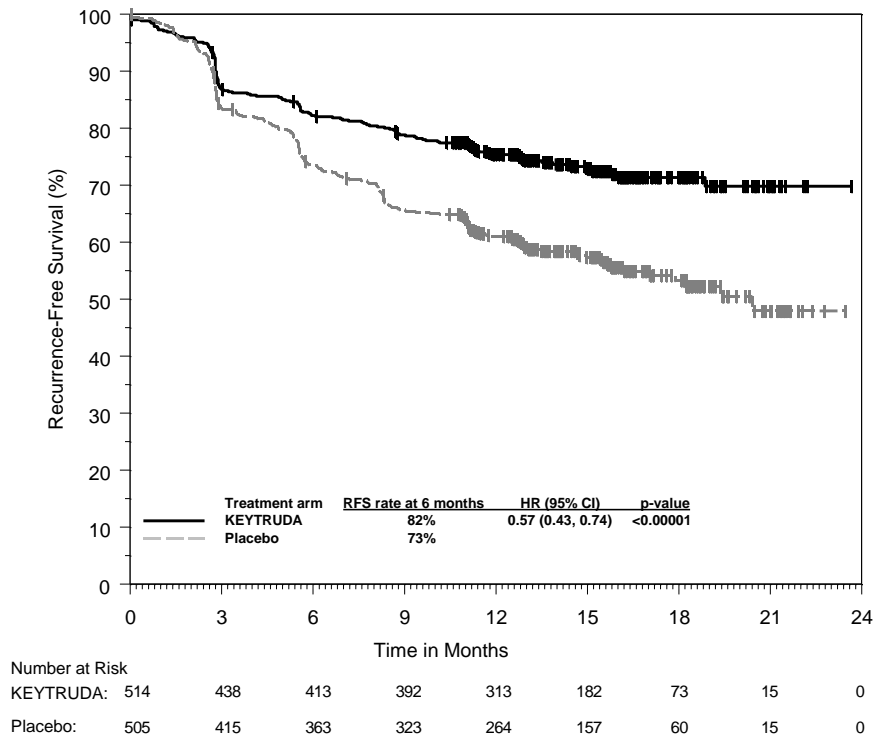 100
90
80
70
60
50
40
30
20
10
0
Recurrence-Free Survival (%)
Treatment arm RFS rate at 6 months HR (95% CI) p-value
KEYTRUDA 82% 0.57 (0.43, 0.74) <0.00001
Placebo 73%
0 3 6 9 12 15 18 21 24
Time in Months
Number at Risk
KEYTRUDA: 514 438 413 392 313 182 73 15 0
Placebo: 505 415 363 323 264 157 60 15 0